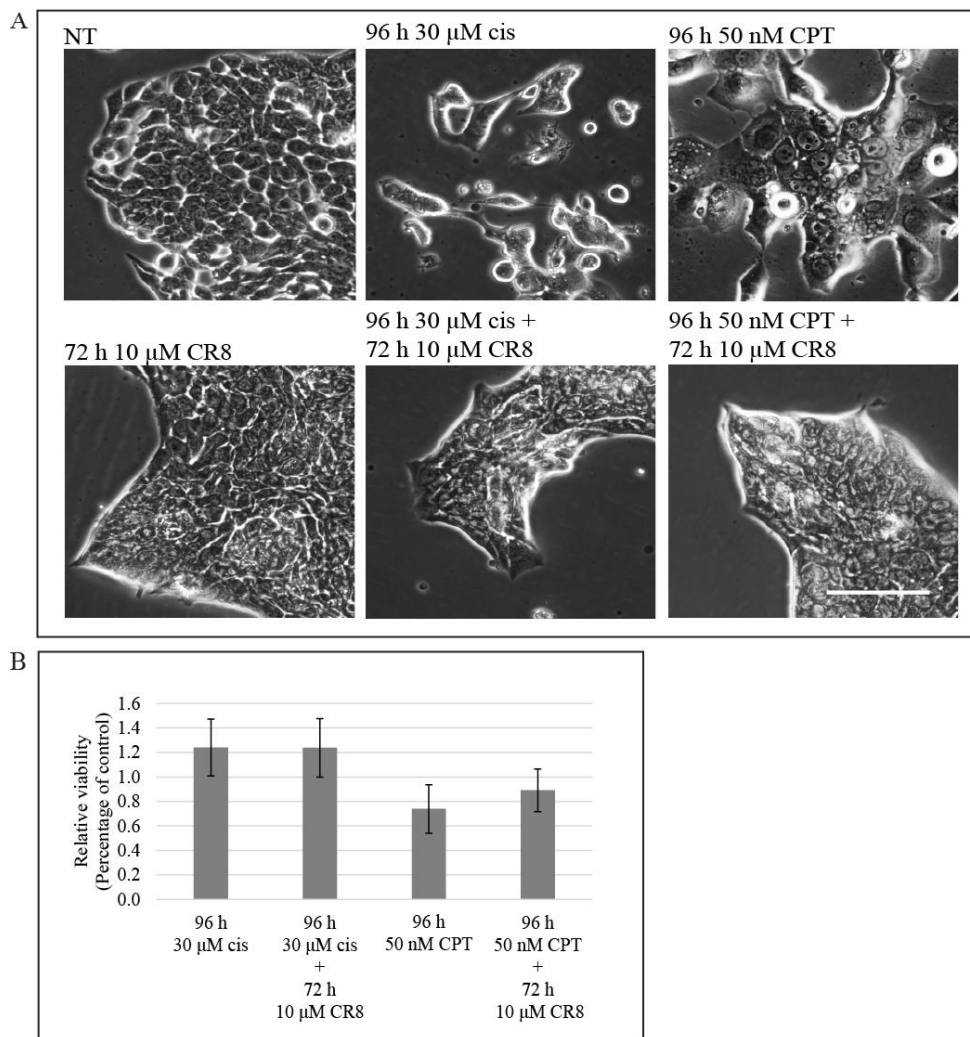 A
NT
96 h 30 μM cis
96 h 50 nM CPT
72 h 10 μM CR8
96 h 30 μM cis +
72 h 10 μM CR8
96 h 50 nM CPT +
72 h 10 μM CR8
B
Relative viability
(Percentage of control)
1.6
1.4
1.2
1.0
0.8
0.6
0.4
0.2
0.0
96 h
30 μM cis
96 h
30 μM cis
+
72 h
10 μM CR8
96 h
50 nM CPT
96 h
50 nM CPT
+
72 h
10 μM CR8